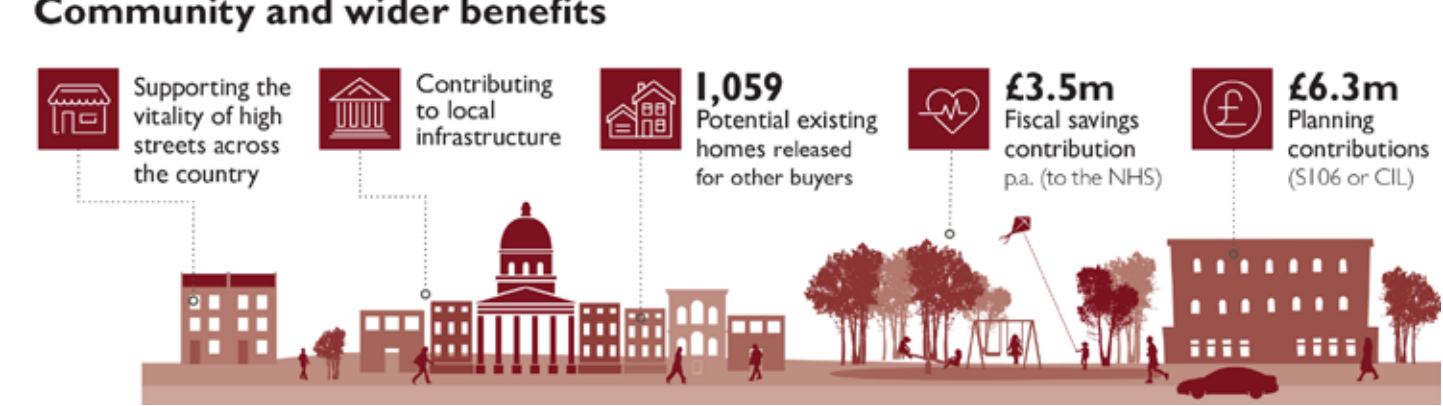 Community and wider benefits
Supporting the
vitality of high
streets across
the country
Contributing
to local
infrastructure
1,059
Potential existing
homes released
for other buyers
£3.5m
Fiscal savings
contribution
p.a. (to the NHS)
£
£6.3m
Planning
contributions
(S106 or CIL)